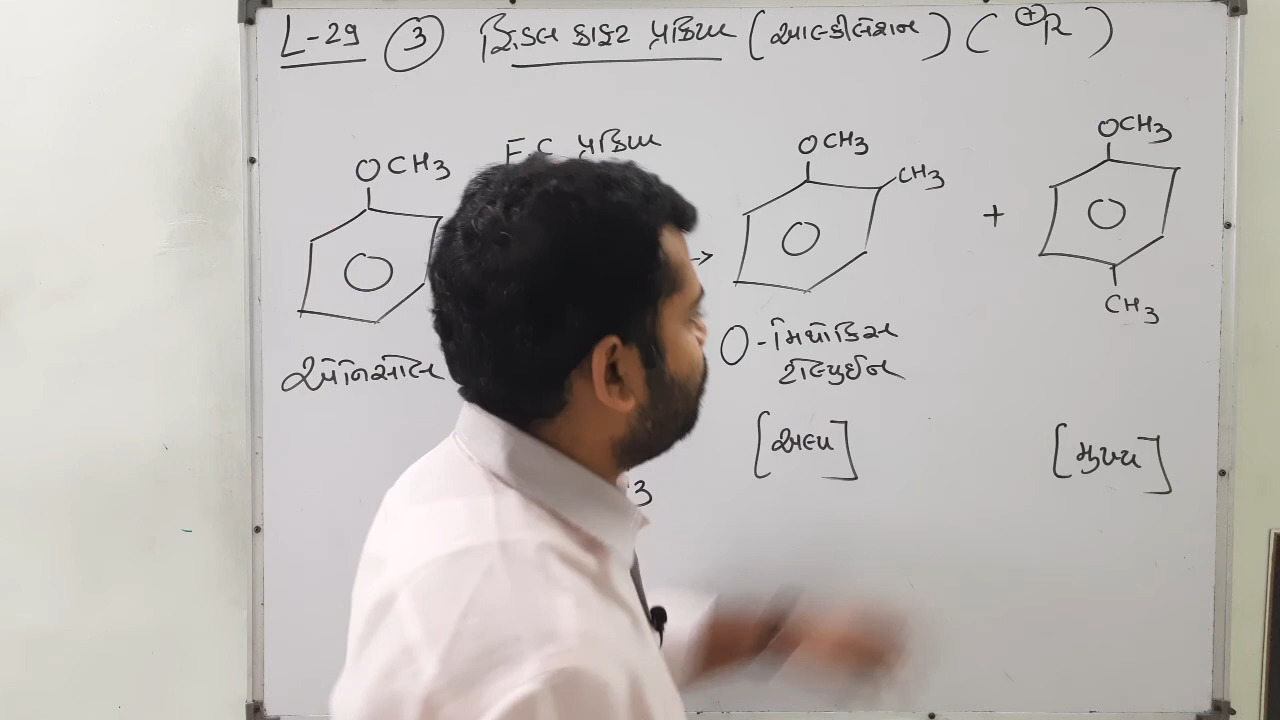 L-29 (3) ફ્રિડલ ક્રાફ્ટ પ્રક્રિયા (આલ્કીલેશન) (⊕R)
OCH3
F.C પ્રક્રિયા
OCH3
CH3
+
OCH3
CH3
એનિસોલ
O-મિથોક્સિ
ટોલ્યુઈન
[અલ્પ]
[મુખ્ય]
3